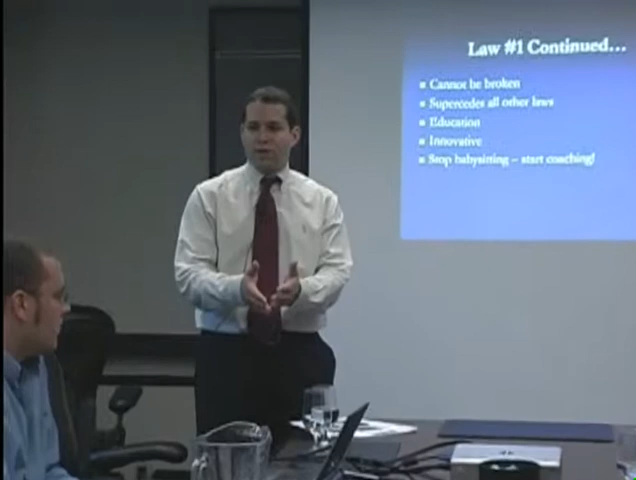 Law #1 Continued...
Cannot be broken
Supercedes all other laws
Education
Innovative
Stop babysitting – start coaching!